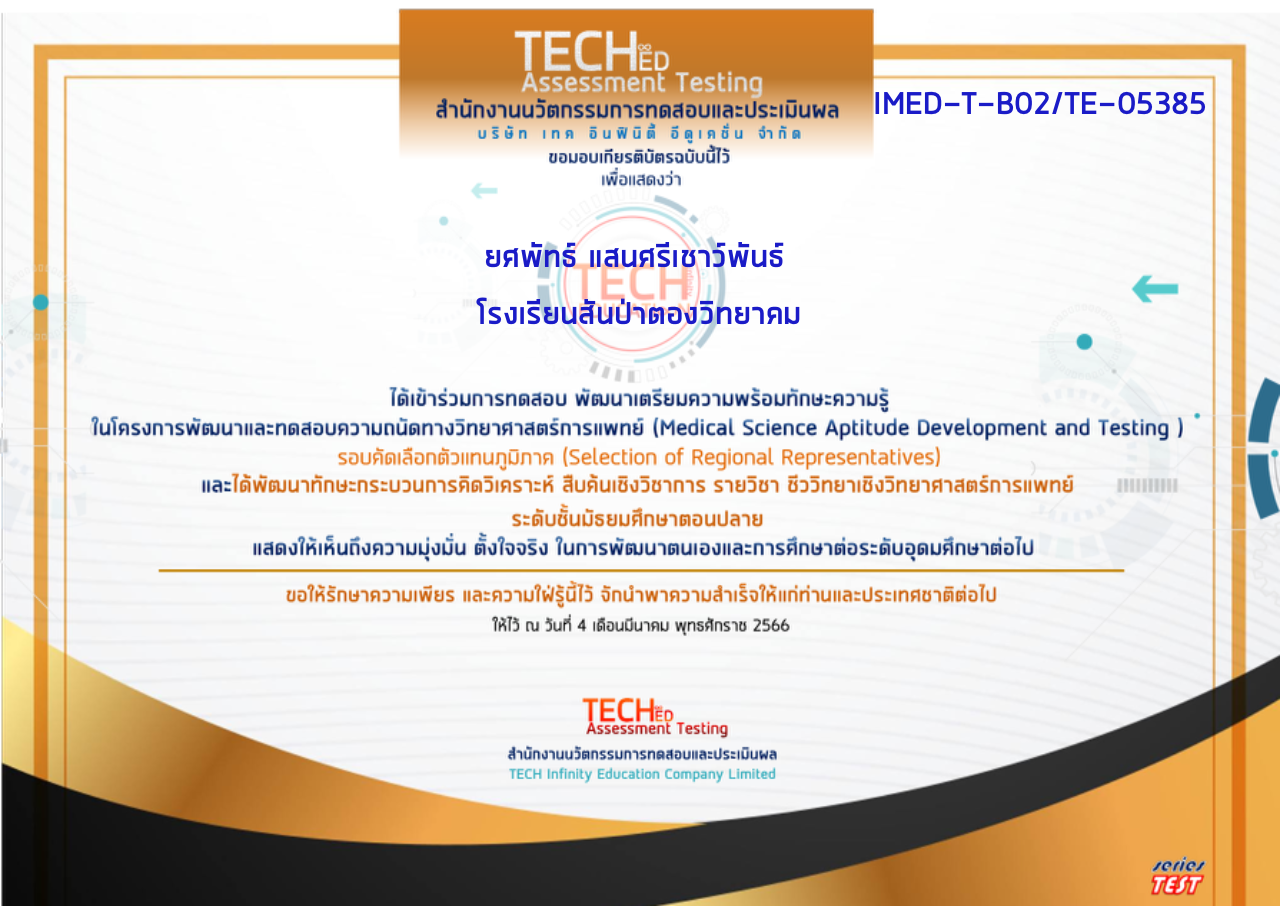 TECH ED
Assessment Testing
สำนักงานนวัตกรรมการทดสอบและประเมินผล
IMED-T-B02/TE-05385
บริษัท เทค อินฟินิตี้ อีดูเคชั่น จำกัด
ขอมอบเกียรติบัตรฉบับนี้ไว้
เพื่อแสดงว่า
ยศพัทธ์ แสนศรีเชาว์พันธ์
TECH
โรงเรียนสันป่าตองวิทยาคม
ได้เข้าร่วมการทดสอบ พัฒนาเตรียมความพร้อมทักษะความรู้
ในโครงการพัฒนาและทดสอบความถนัดทางวิทยาศาสตร์การแพทย์ (Medical Science Aptitude Development and Testing )
รอบคัดเลือกตัวแทนภูมิภาค (Selection of Regional Representatives)
และได้พัฒนาทักษะกระบวนการคิดวิเคราะห์ สืบค้นเชิงวิชาการ รายวิชา ชีววิทยาเชิงวิทยาศาสตร์การแพทย์
ระดับชั้นมัธยมศึกษาตอนปลาย
แสดงให้เห็นถึงความมุ่งมั่น ตั้งใจจริง ในการพัฒนาตนเองและการศึกษาต่อระดับอุดมศึกษาต่อไป
ขอให้รักษาความเพียร และความใฝ่รู้นี้ไว้ จักนำพาความสำเร็จให้แก่ท่านและประเทศชาติต่อไป
ให้ไว้ ณ วันที่ 4 เดือนมีนาคม พุทธศักราช 2566
TECH ED
Assessment Testing
สำนักงานนวัตกรรมการทดสอบและประเมินผล
TECH Infinity Education Company Limited
series
TEST